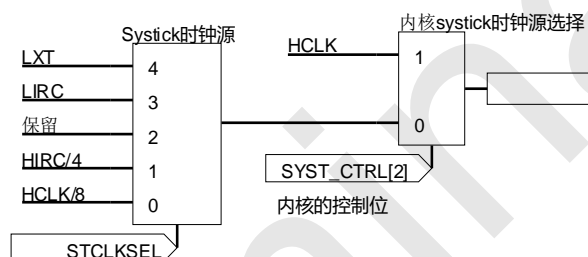 Systick时钟源
内核systick时钟源选择
LXT
4
LIRC
3
保留
2
HIRC/4
1
HCLK/8
0
STCLKSEL
HCLK
1
0
SYST_CTRL[2]
内核的控制位